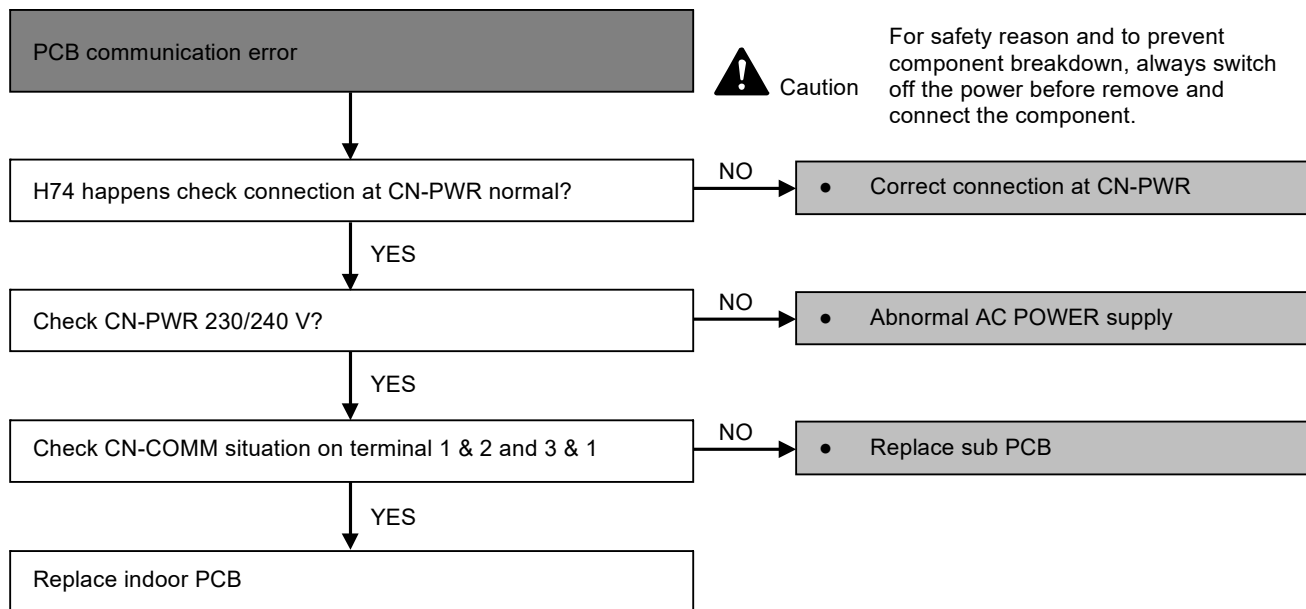 PCB communication error
Caution
For safety reason and to prevent
component breakdown, always switch
off the power before remove and
connect the component.
H74 happens check connection at CN-PWR normal?
NO
● Correct connection at CN-PWR
YES
Check CN-PWR 230/240 V?
NO
● Abnormal AC POWER supply
YES
Check CN-COMM situation on terminal 1 & 2 and 3 & 1
NO
● Replace sub PCB
YES
Replace indoor PCB